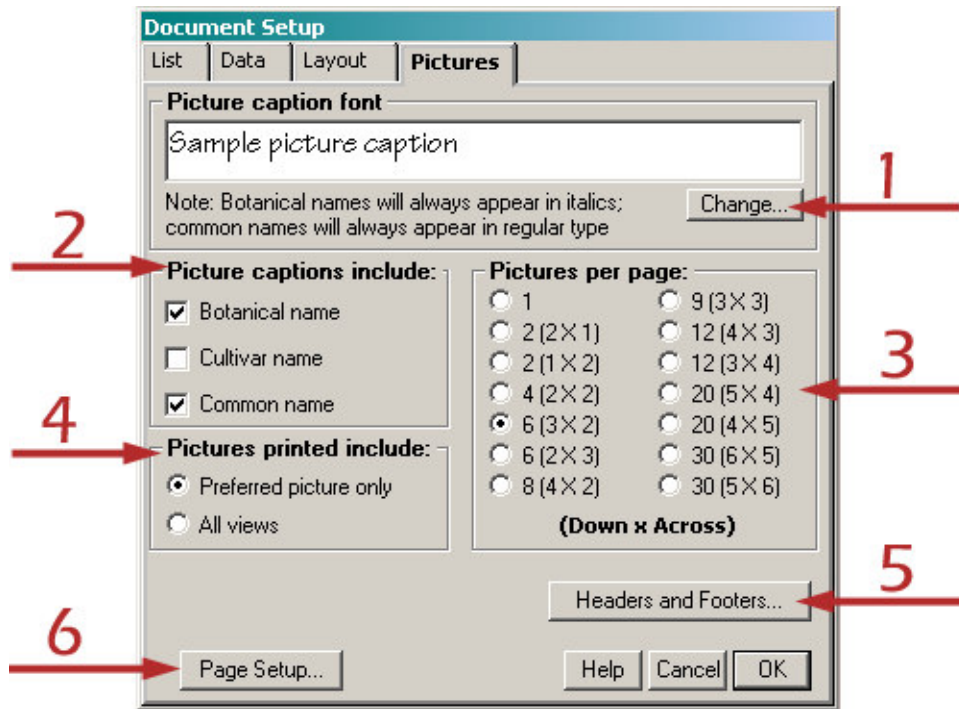 Document Setup
List Data Layout Pictures
Picture caption font
Sample picture caption
Note: Botanical names will always appear in italics;
common names will always appear in regular type
Change...
1
2
Picture captions include:
Botanical name
Cultivar name
Common name
Pictures per page:
1
2 (2 X 1)
2 (1 X 2)
4 (2 X 2)
6 (3 X 2)
6 (2 X 3)
8 (4 X 2)
9 (3 X 3)
12 (4 X 3)
12 (3 X 4)
20 (5 X 4)
20 (4 X 5)
30 (6 X 5)
30 (5 X 6)
(Down x Across)
3
4
Pictures printed include:
Preferred picture only
All views
Headers and Footers...
5
6
Page Setup...
Help Cancel OK